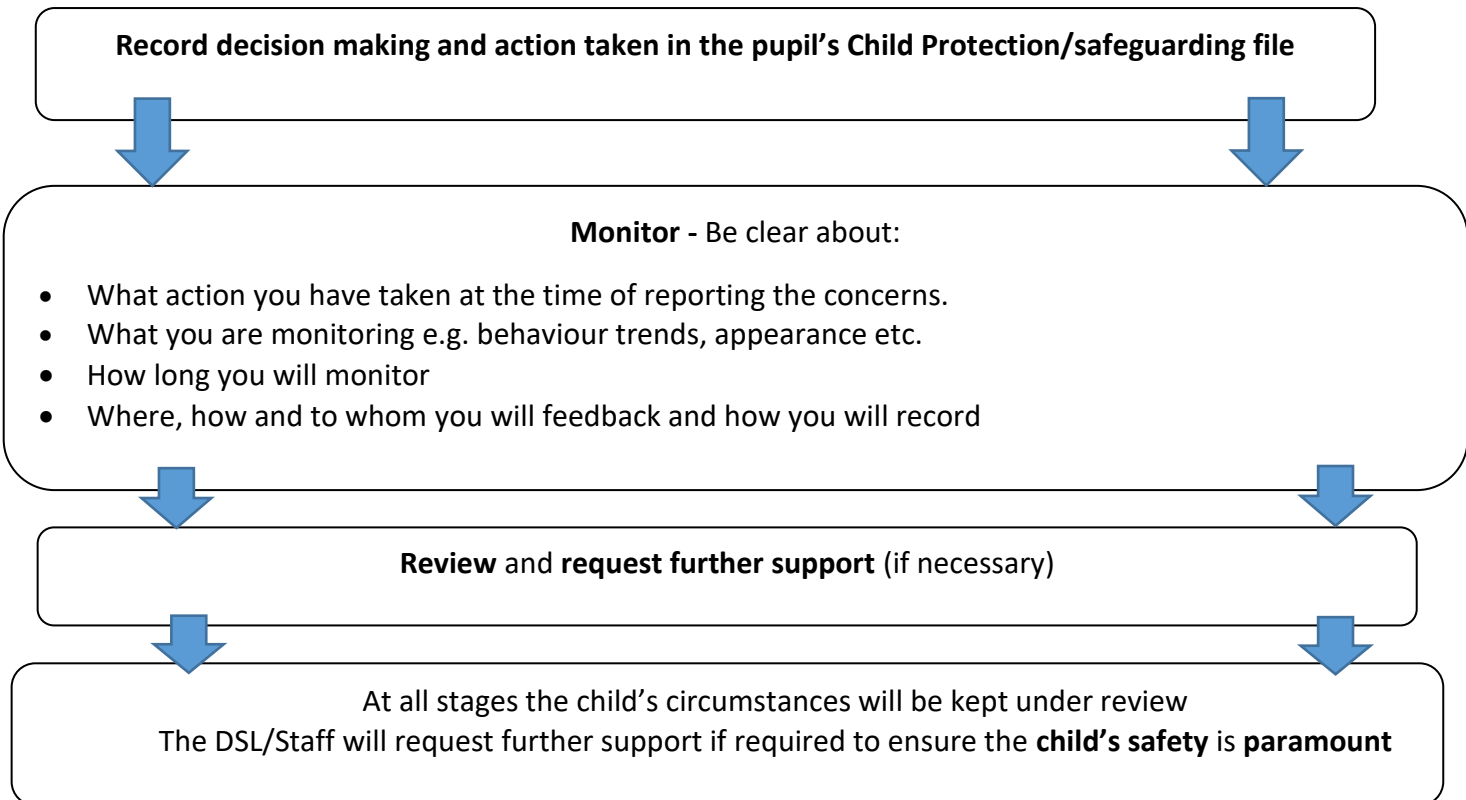 Record decision making and action taken in the pupil’s Child Protection/safeguarding file
Monitor - Be clear about:
• What action you have taken at the time of reporting the concerns.
• What you are monitoring e.g. behaviour trends, appearance etc.
• How long you will monitor
• Where, how and to whom you will feedback and how you will record
Review and request further support (if necessary)
At all stages the child’s circumstances will be kept under review
The DSL/Staff will request further support if required to ensure the child’s safety is paramount